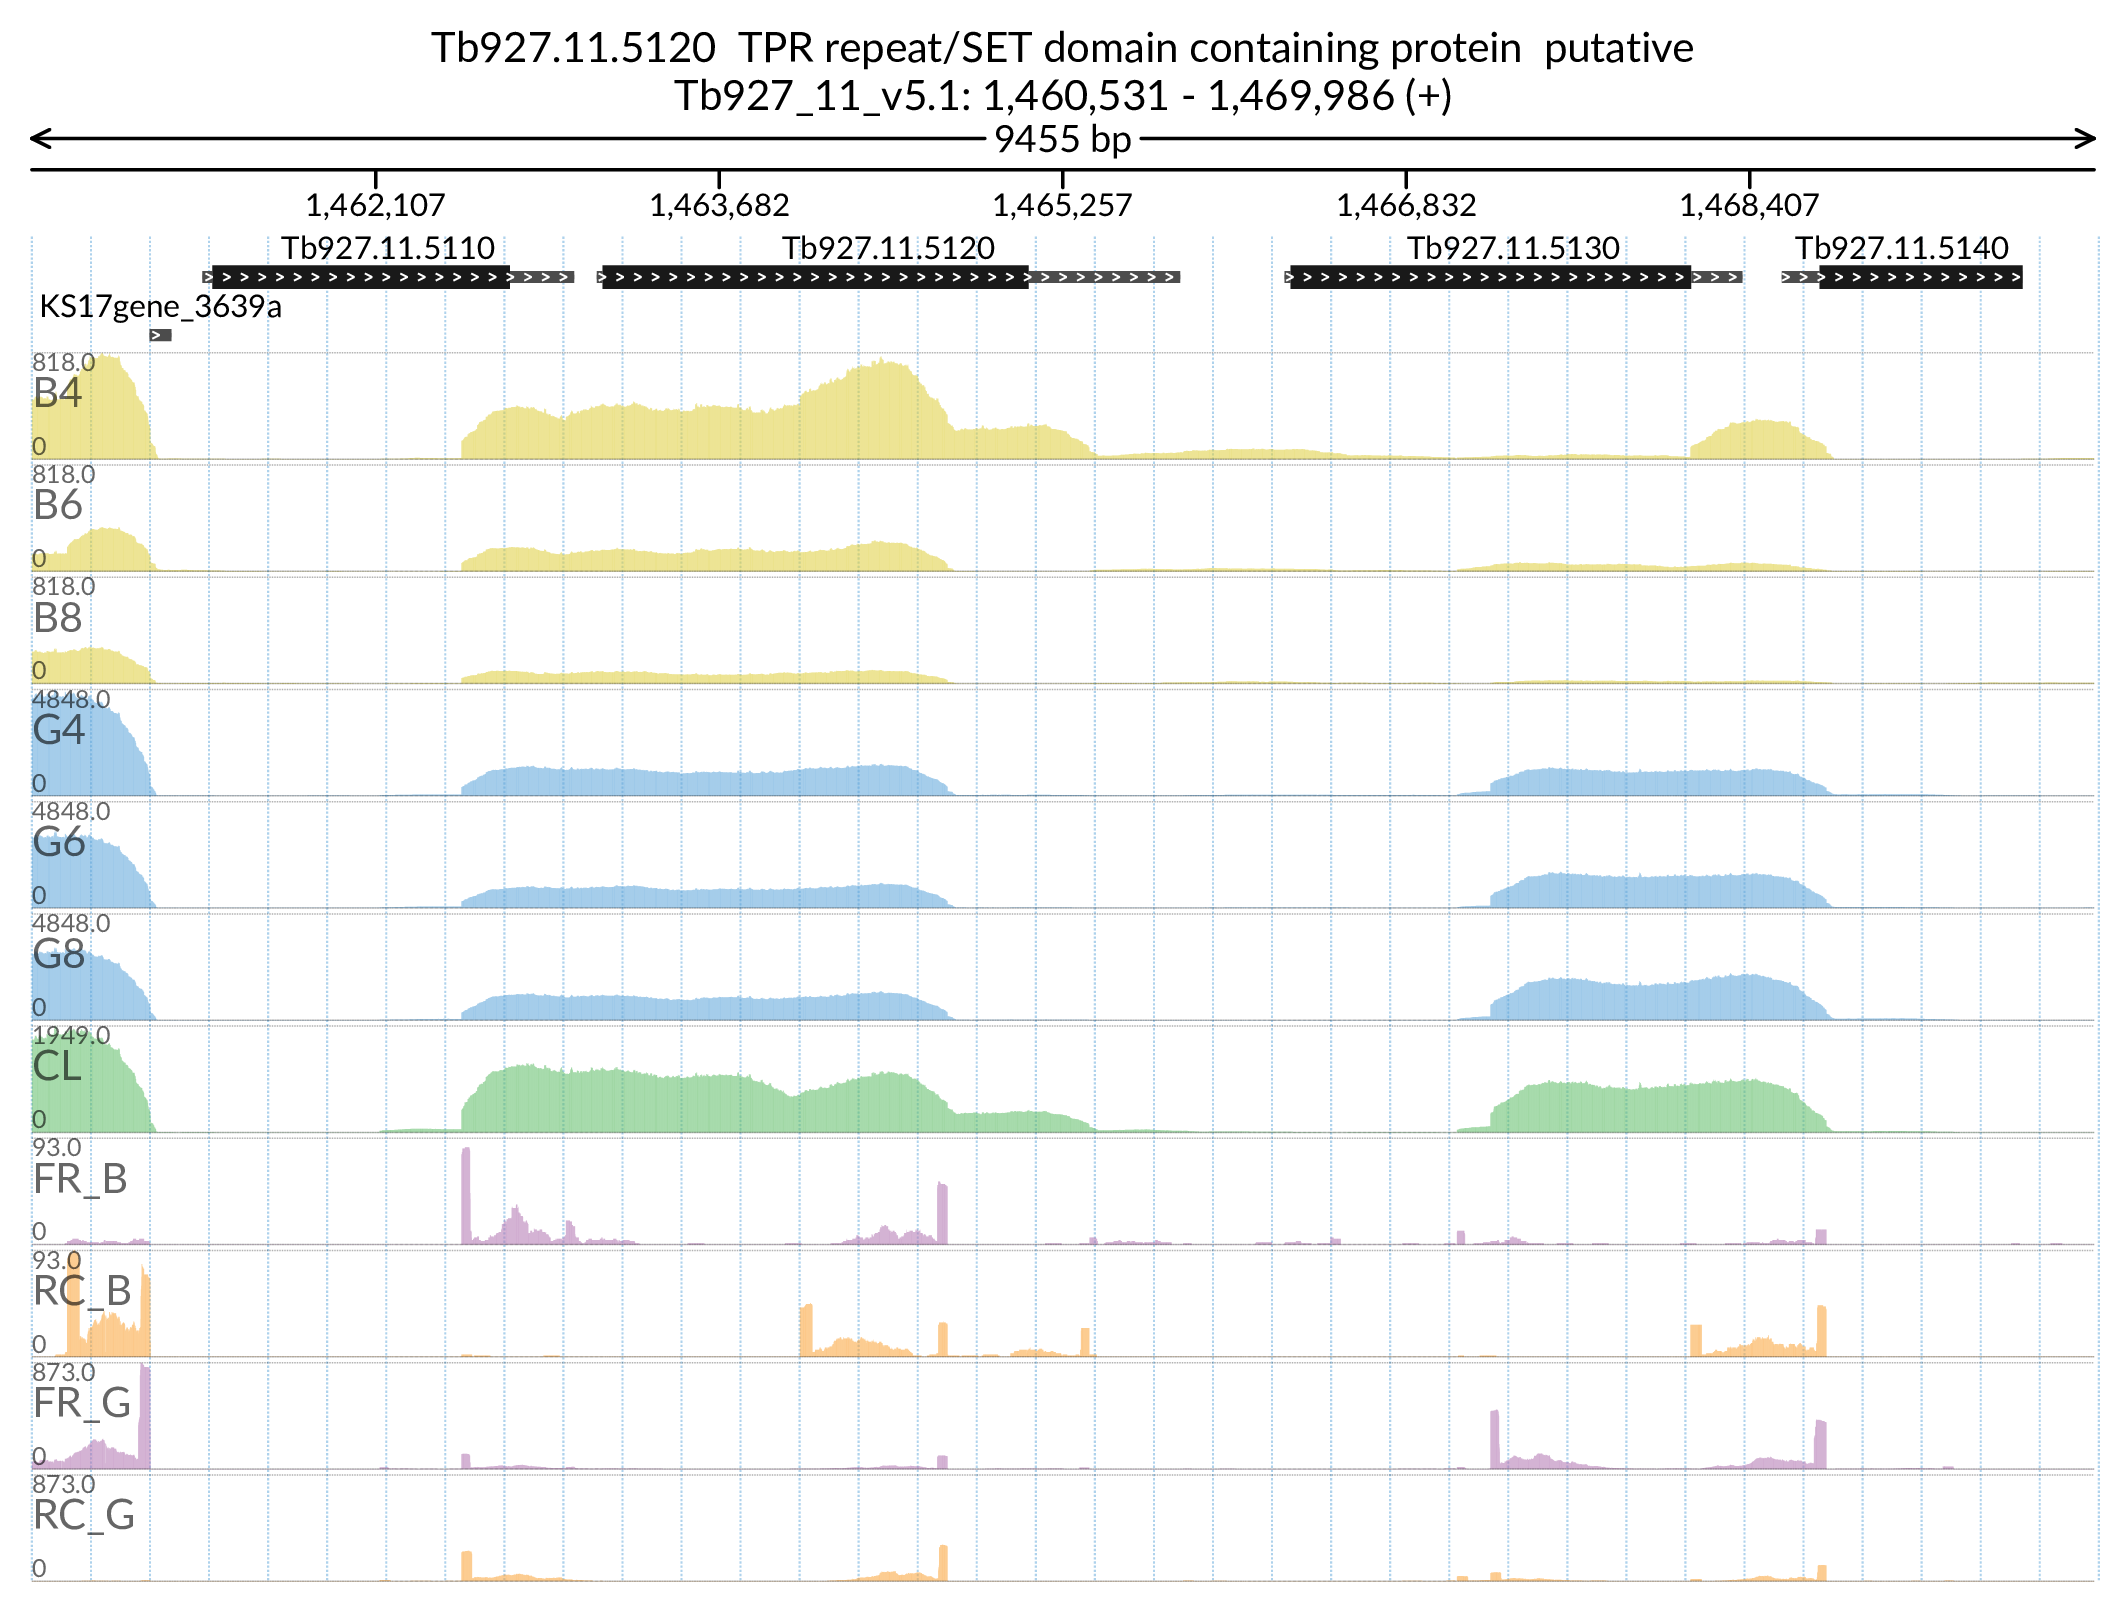 Tb927.11.5120  TPR repeat/SET domain containing protein  putative
Tb927_11_v5.1: 1,460,531 - 1,469,986 (+)
9455 bp
1,462,107 1,463,682 1,465,257 1,466,832 1,468,407
Tb927.11.5110 Tb927.11.5120 Tb927.11.5130 Tb927.11.5140
KS17gene_3639a
818.0
B4
0
818.0
B6
0
818.0
B8
0
4848.0
G4
0
4848.0
G6
0
4848.0
G8
0
1949.0
CL
0
93.0
FR_B
0
93.0
RC_B
0
873.0
FR_G
0
873.0
RC_G
0